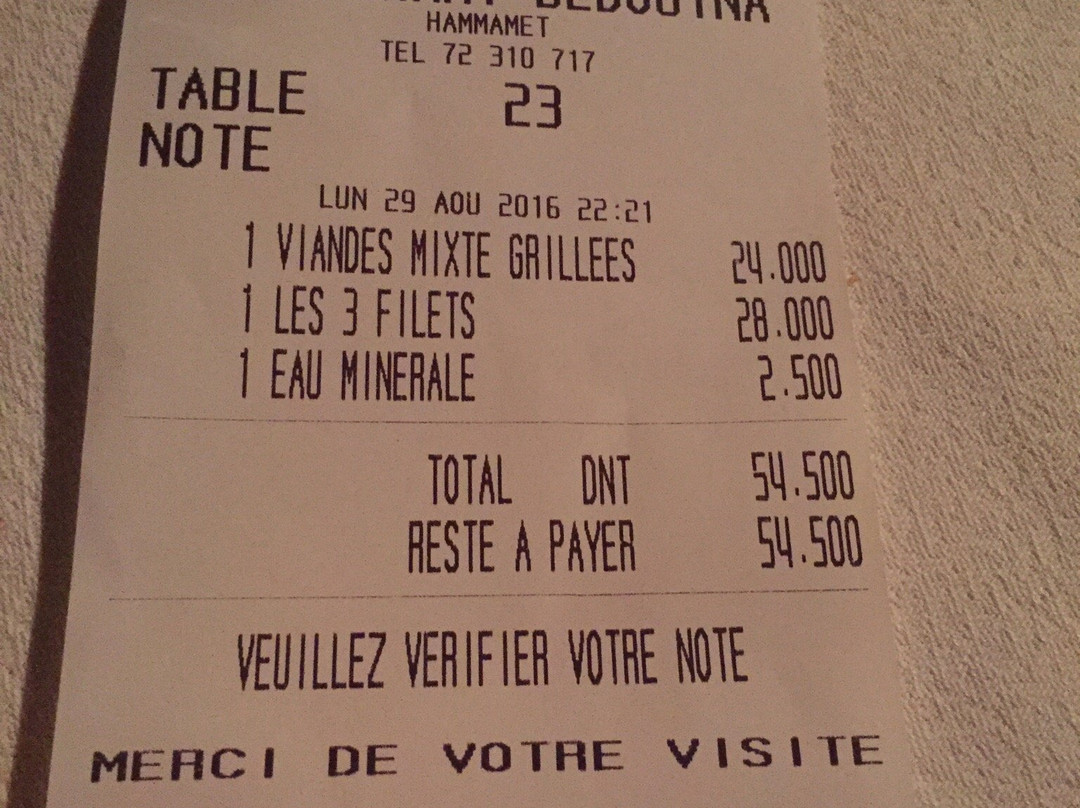 HAMMAMET
TEL 72 310 717
TABLE 23
NOTE
LUN 29 AOU 2016 22:21
1 VIANDES MIXTE GRILLEES 24.000
1 LES 3 FILETS 28.000
1 EAU MINERALE 2.500
TOTAL DNT 54.500
RESTE A PAYER 54.500
VEUILLEZ VERIFIER VOTRE NOTE
MERCI DE VOTRE VISITE